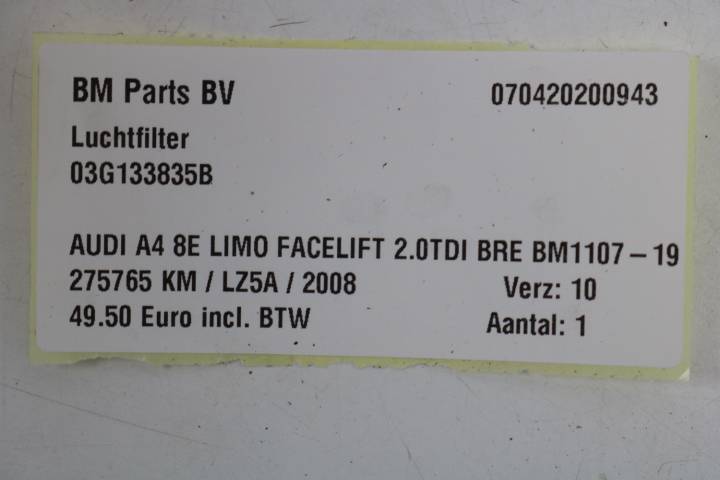 BM Parts BV 070420200943
Luchtfilter
03G133835B
AUDI A4 8E LIMO FACELIFT 2.0TDI BRE BM1107 – 19
275765 KM / LZ5A / 2008 Verz: 10
49.50 Euro incl. BTW Aantal: 1